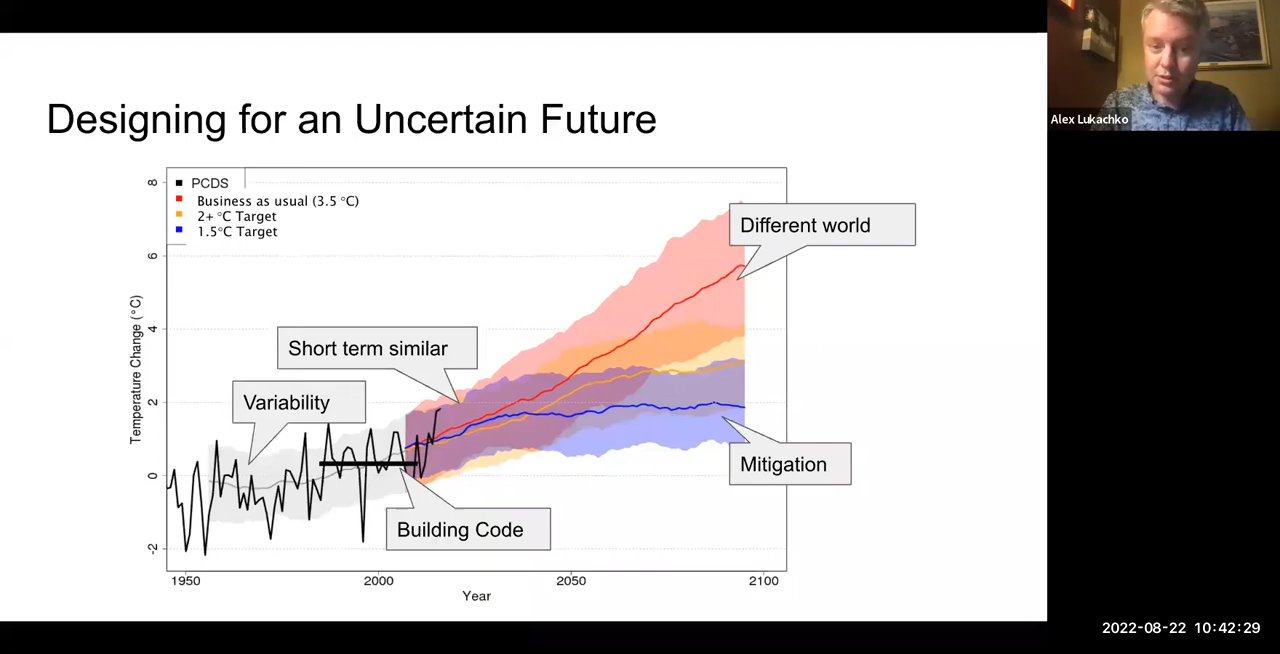 Designing for an Uncertain Future
Alex Lukachko
PCDS
Business as usual (3.5 °C)
2+ °C Target
1.5°C Target
Different world
Short term similar
Variability
Mitigation
Building Code
Temperature Change (°C)
8
6
4
2
0
-2
1950 2000 2050 2100
Year
2022-08-22 10:42:29